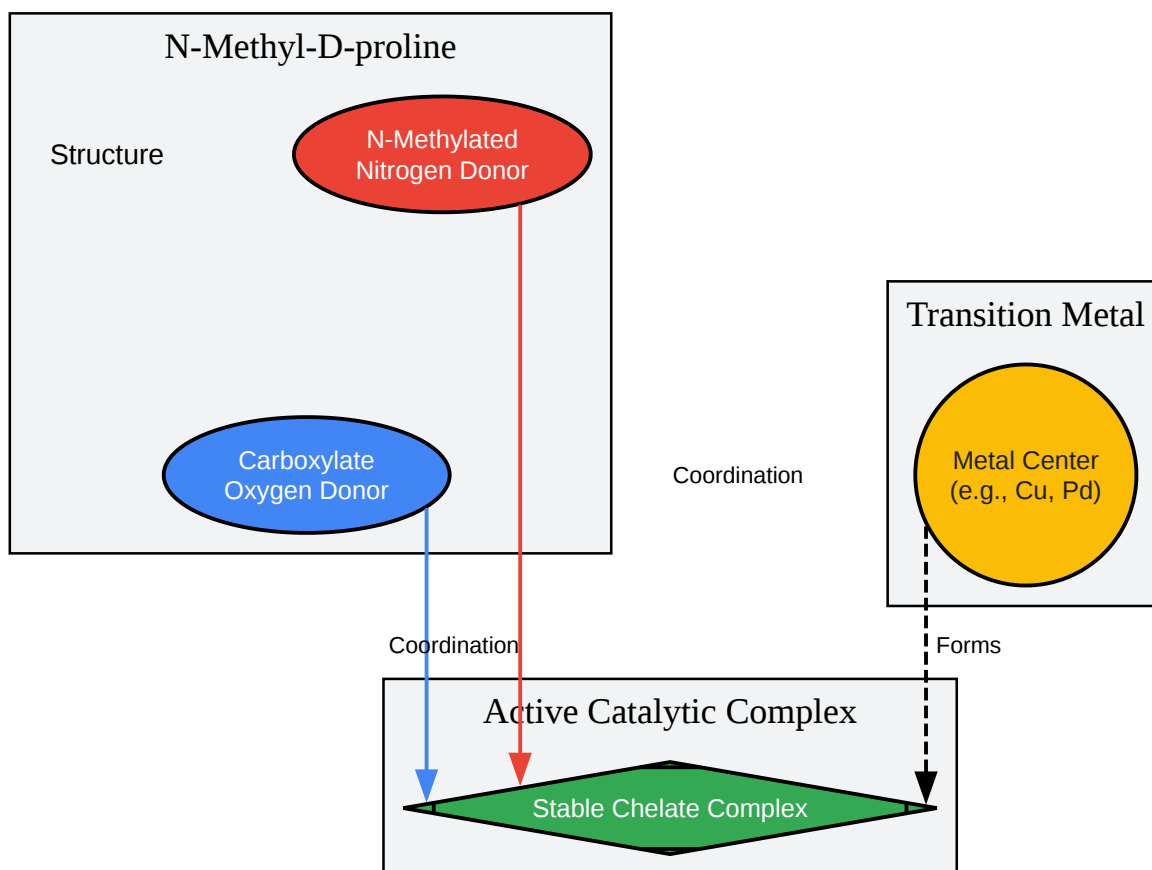 N-Methyl-D-proline
Structure
N-Methylated
Nitrogen Donor
Transition Metal
Carboxylate
Oxygen Donor
Coordination
Metal Center
(e.g., Cu, Pd)
Coordination
Forms
Active Catalytic Complex
Stable Chelate Complex